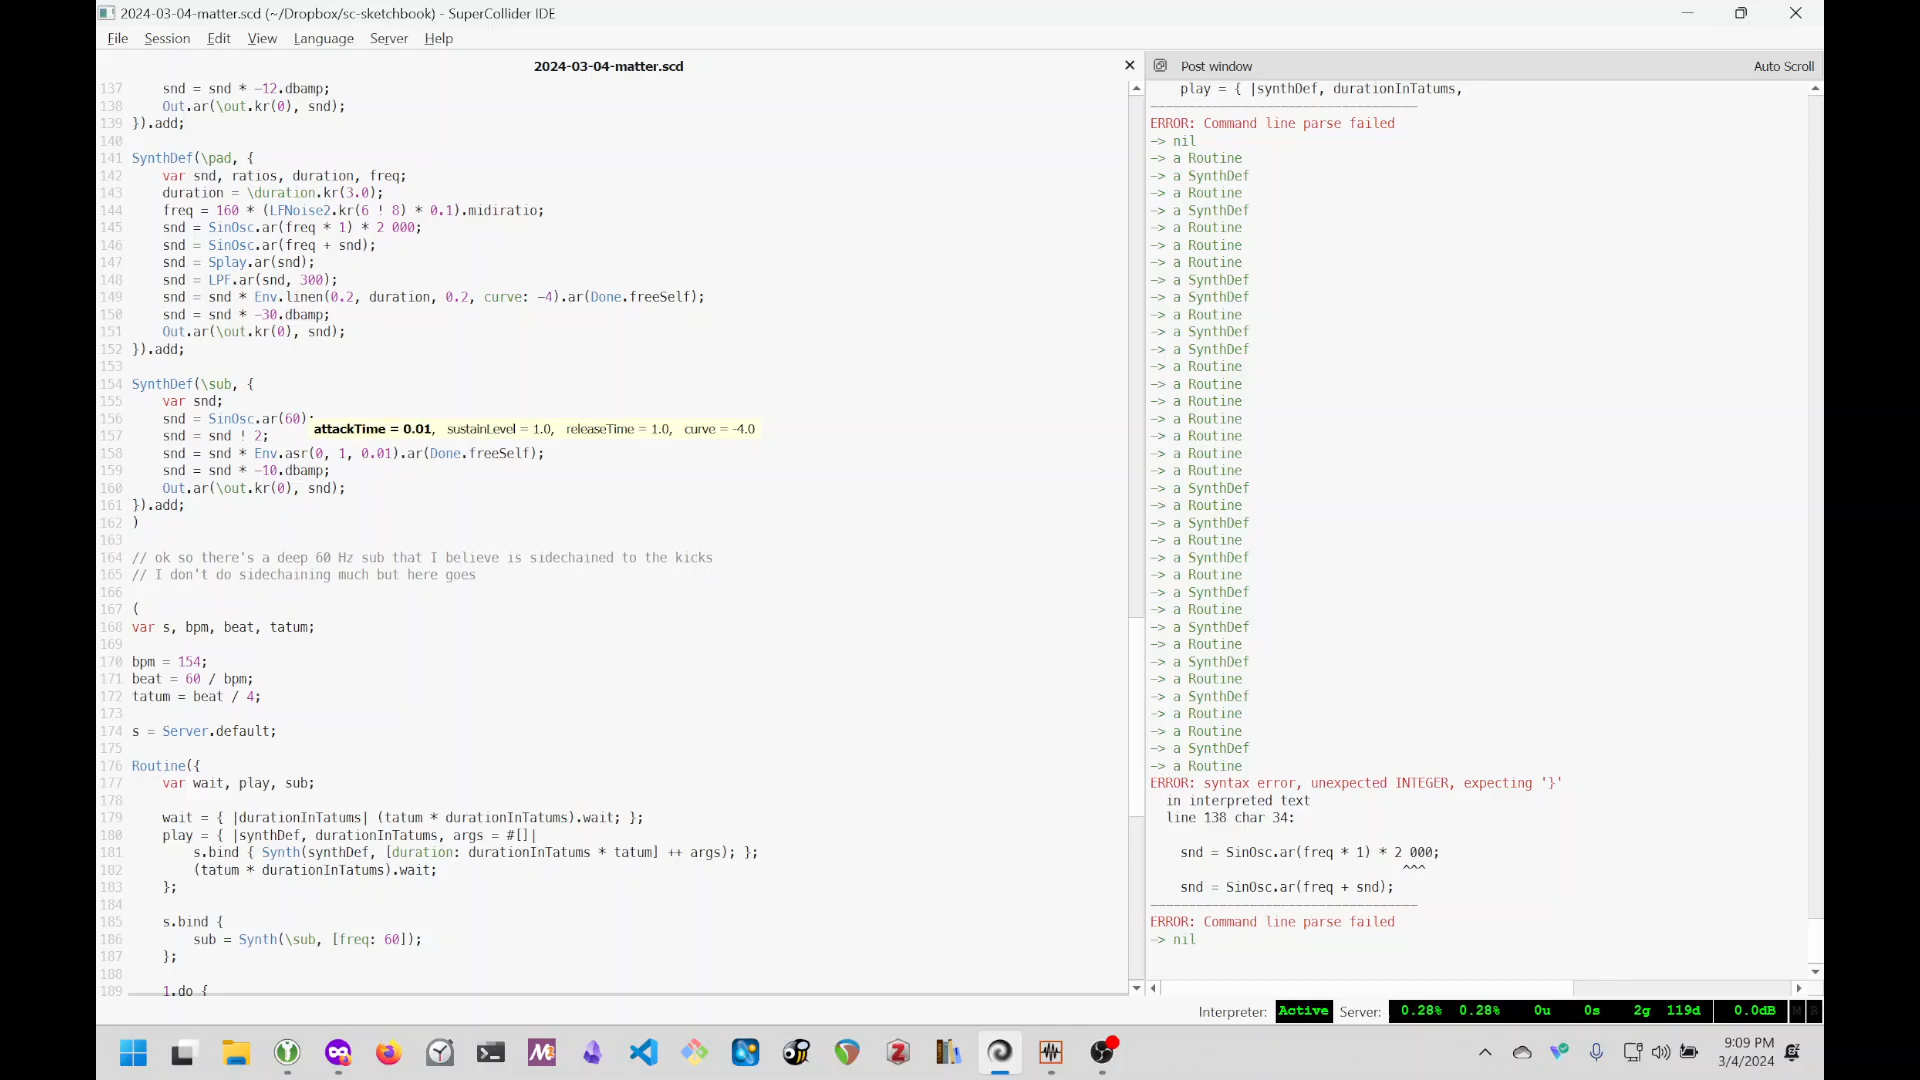 2024-03-04-matter.scd (~/Dropbox/sc-sketchbook) - SuperCollider IDE
File Session Edit View Language Server Help
2024-03-04-matter.scd
137 snd = snd * -12.dbamp;
138 Out.ar(\out.kr(0), snd);
139 }).add;
140
141 SynthDef(\pad, {
142 var snd, ratios, duration, freq;
143 duration = \duration.kr(3.0);
144 freq = 160 * (LFNoise2.kr(6 ! 8) * 0.1).midiratio;
145 snd = SinOsc.ar(freq * 1) * 2 000;
146 snd = SinOsc.ar(freq + snd);
147 snd = Splay.ar(snd);
148 snd = LPF.ar(snd, 300);
149 snd = snd * Env.linen(0.2, duration, 0.2, curve: -4).ar(Done.freeSelf);
150 snd = snd * -30.dbamp;
151 Out.ar(\out.kr(0), snd);
152 }).add;
153
154 SynthDef(\sub, {
155 var snd;
156 snd = SinOsc.ar(60);
attackTime = 0.01, sustainLevel = 1.0, releaseTime = 1.0, curve = -4.0
157 snd = snd ! 2;
158 snd = snd * Env.asr(0, 1, 0.01).ar(Done.freeSelf);
159 snd = snd * -10.dbamp;
160 Out.ar(\out.kr(0), snd);
161 }).add;
162 )
163
164 // ok so there's a deep 60 Hz sub that I believe is sidechained to the kicks
165 // I don't do sidechaining much but here goes
166
167 (
168 var s, bpm, beat, tatum;
169
170 bpm = 154;
171 beat = 60 / bpm;
172 tatum = beat / 4;
173
174 s = Server.default;
175
176 Routine({
177 var wait, play, sub;
178
179 wait = { |durationInTatums| (tatum * durationInTatums).wait; };
180 play = { |synthDef, durationInTatums, args = #[]|
181 s.bind { Synth(synthDef, [duration: durationInTatums * tatum] ++ args); };
182 (tatum * durationInTatums).wait;
183 };
184
185 s.bind {
186 sub = Synth(\sub, [freq: 60]);
187 };
188
189 1.do {
Post window
Auto Scroll
play = { |synthDef, durationInTatums,
-----------------------------------
ERROR: Command line parse failed
-> nil
-> a Routine
-> a SynthDef
-> a Routine
-> a SynthDef
-> a Routine
-> a Routine
-> a Routine
-> a SynthDef
-> a SynthDef
-> a Routine
-> a SynthDef
-> a SynthDef
-> a Routine
-> a Routine
-> a Routine
-> a Routine
-> a Routine
-> a Routine
-> a Routine
-> a SynthDef
-> a Routine
-> a SynthDef
-> a Routine
-> a SynthDef
-> a Routine
-> a SynthDef
-> a Routine
-> a SynthDef
-> a Routine
-> a SynthDef
-> a Routine
-> a SynthDef
-> a Routine
-> a Routine
-> a SynthDef
-> a Routine
ERROR: syntax error, unexpected INTEGER, expecting '}'
in interpreted text
line 138 char 34:
snd = SinOsc.ar(freq * 1) * 2 000;
^^^
snd = SinOsc.ar(freq + snd);
-----------------------------------
ERROR: Command line parse failed
-> nil
Interpreter: Active Server: 0.28% 0.28% 0u 0s 2g 119d 0.0dB M R
9:09 PM
3/4/2024